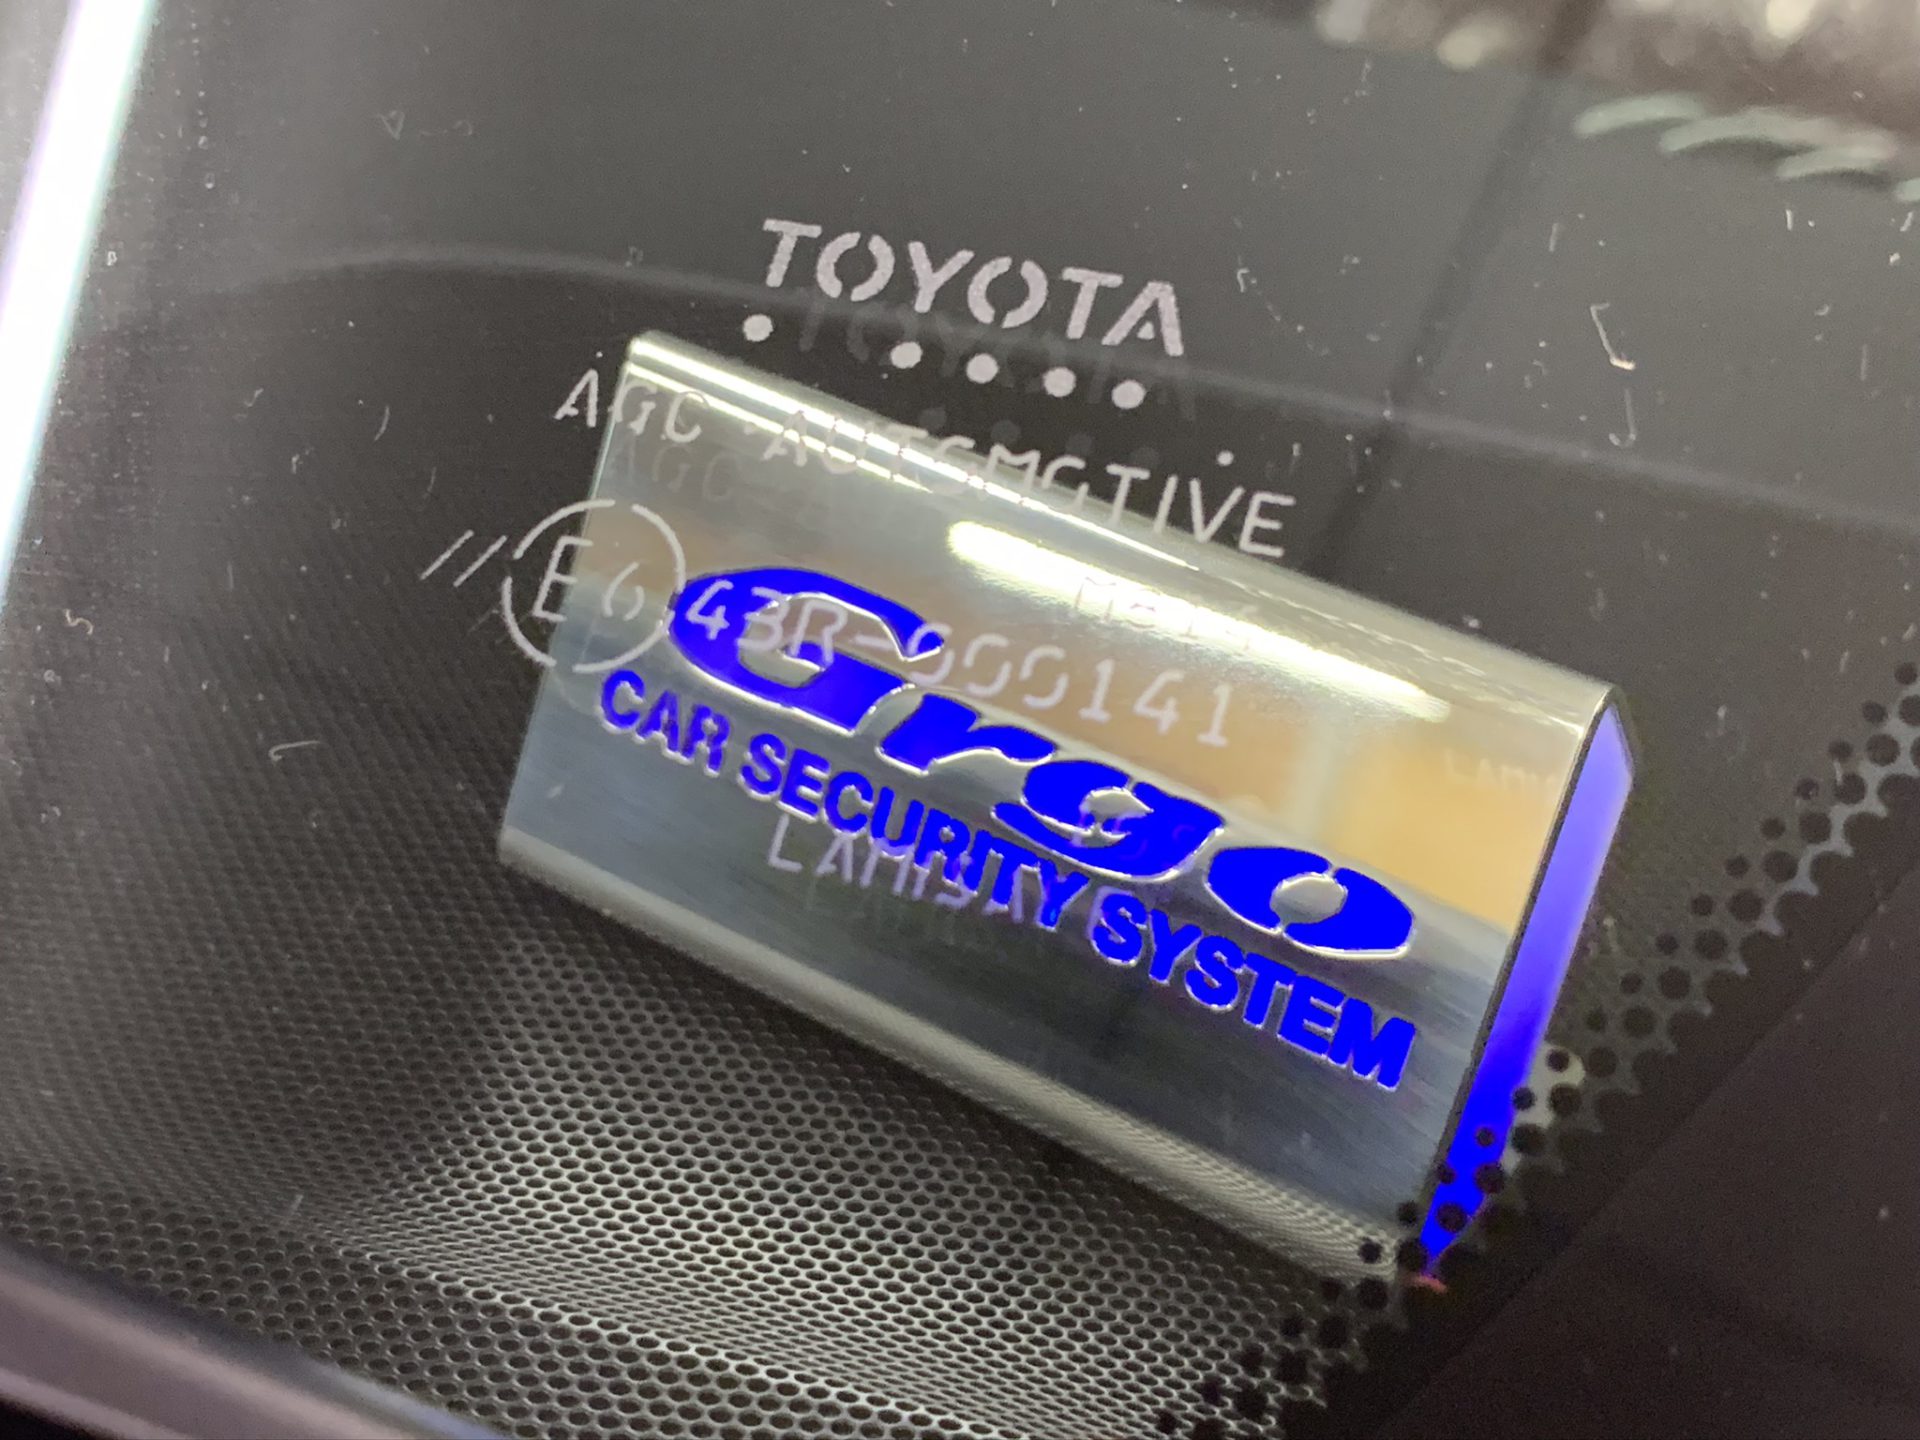 TOYOTA
AGC AUTOMOTIVE
//
E6 43R-000141
Grgo
CAR SECURITY SYSTEM